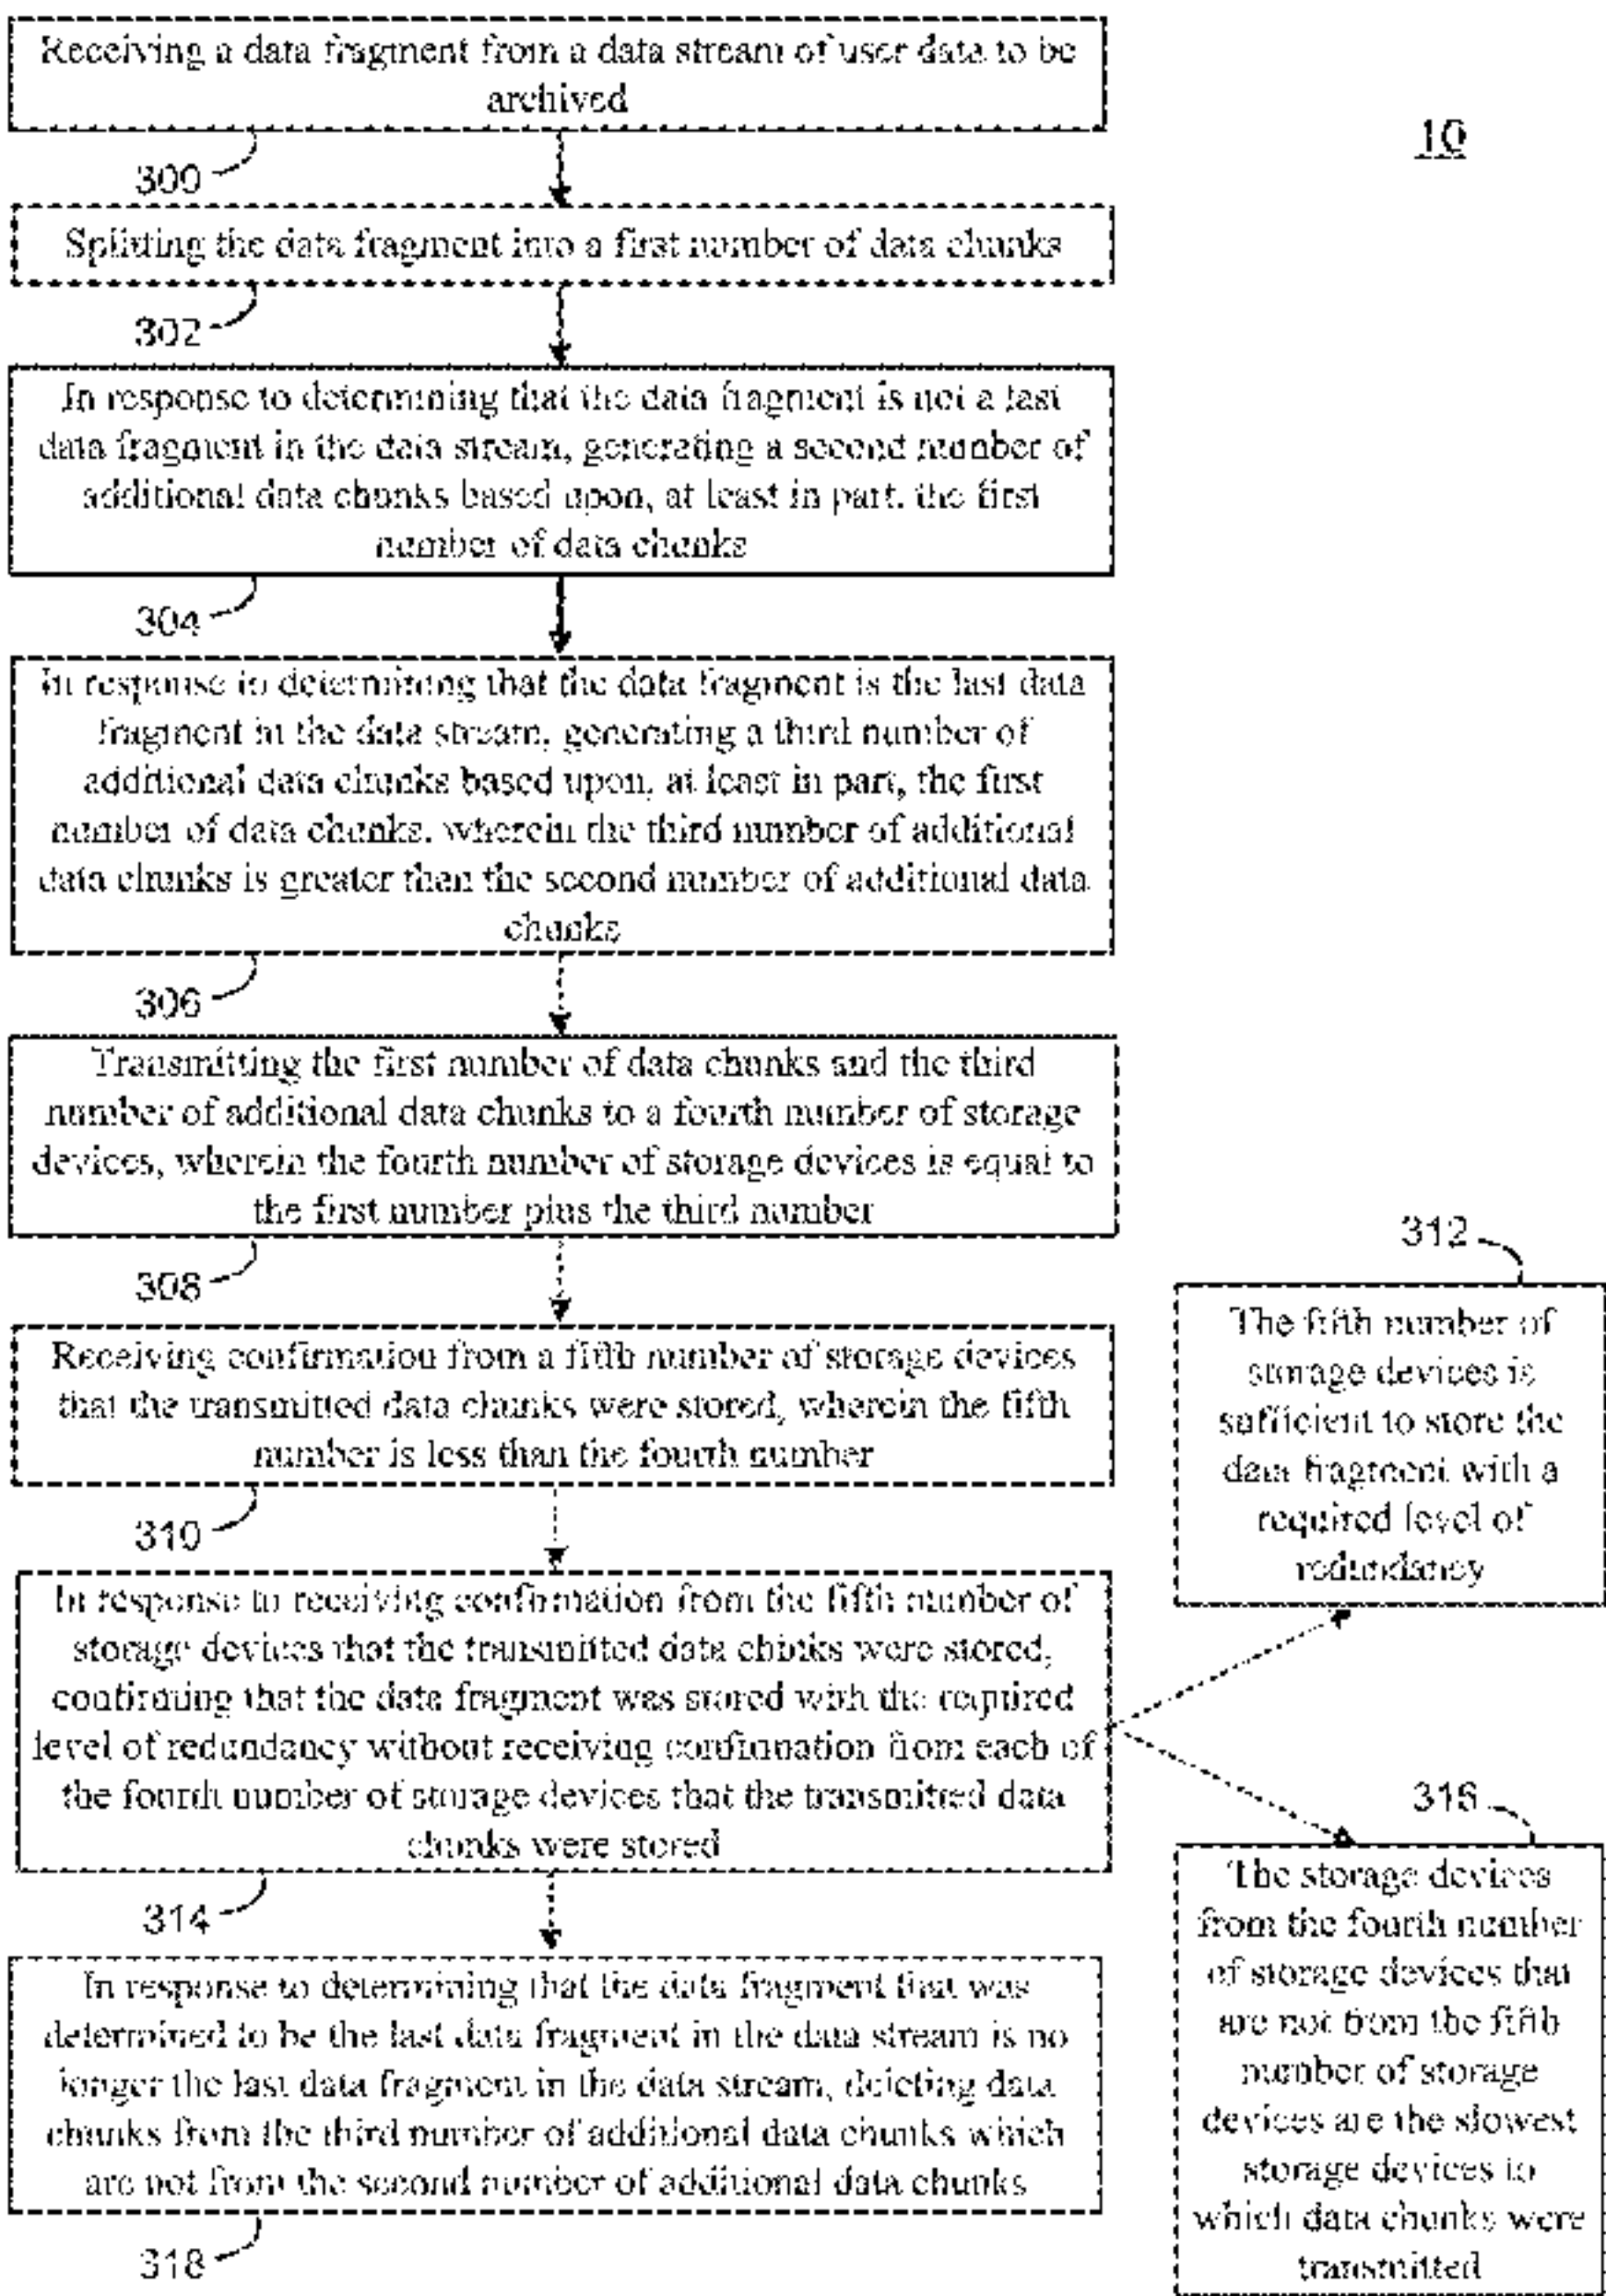 Receiving a data fragment from a data stream of user data to be
archived
10
300
Splitting the data fragment into a first number of data chunks
302
In response to determining that the data fragment is not a last
data fragment in the data stream, generating a second number of
additional data chunks based upon, at least in part, the first
number of data chunks
304
In response to determining that the data fragment is the last data
fragment in the data stream, generating a third number of
additional data chunks based upon, at least in part, the first
number of data chunks, wherein the third number of additional
data chunks is greater than the second number of additional data
chunks
306
Transmitting the first number of data chunks and the third
number of additional data chunks to a fourth number of storage
devices, wherein the fourth number of storage devices is equal to
the first number plus the third number
308
Receiving confirmation from a fifth number of storage devices
that the transmitted data chunks were stored, wherein the fifth
number is less than the fourth number
310
312
The fifth number of
storage devices is
sufficient to store the
data fragment with a
required level of
redundancy
In response to receiving confirmation from the fifth number of
storage devices that the transmitted data chunks were stored,
confirming that the data fragment was stored with the required
level of redundancy without receiving confirmation from each of
the fourth number of storage devices that the transmitted data
chunks were stored
314
316
The storage devices
from the fourth number
of storage devices that
are not from the fifth
number of storage
devices are the slowest
storage devices to
which data chunks were
transmitted
In response to determining that the data fragment that was
determined to be the last data fragment in the data stream is no
longer the last data fragment in the data stream, deleting data
chunks from the third number of additional data chunks which
are not from the second number of additional data chunks
318